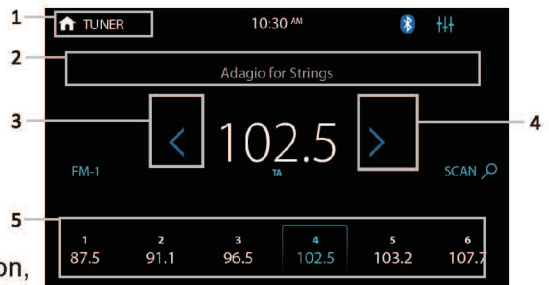 1 TUNER 10:30 AM
2
Adagio for Strings
3 102.5 4
FM-1 TA SCAN
5
1 2 3 4 5 6
87.5 91.1 96.5 102.5 103.2 107.7
on,